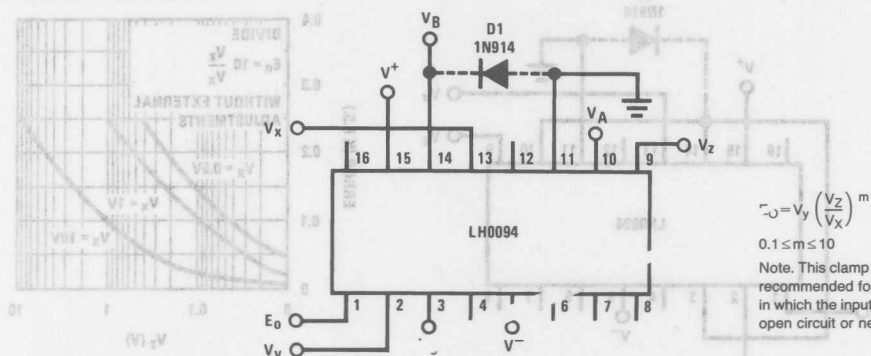 V_B
D1
1N914
V⁺
V_X
V_A
V_Z
16 15 14 13 12 11 10 9
LH0094
= V_y (V_Z/V_X)^m
0.1≤m≤10
Note. This clamp
recommended fo
in which the input
open circuit or ne
1 2 3 4 6 7 8
E_O
V_y
V⁻